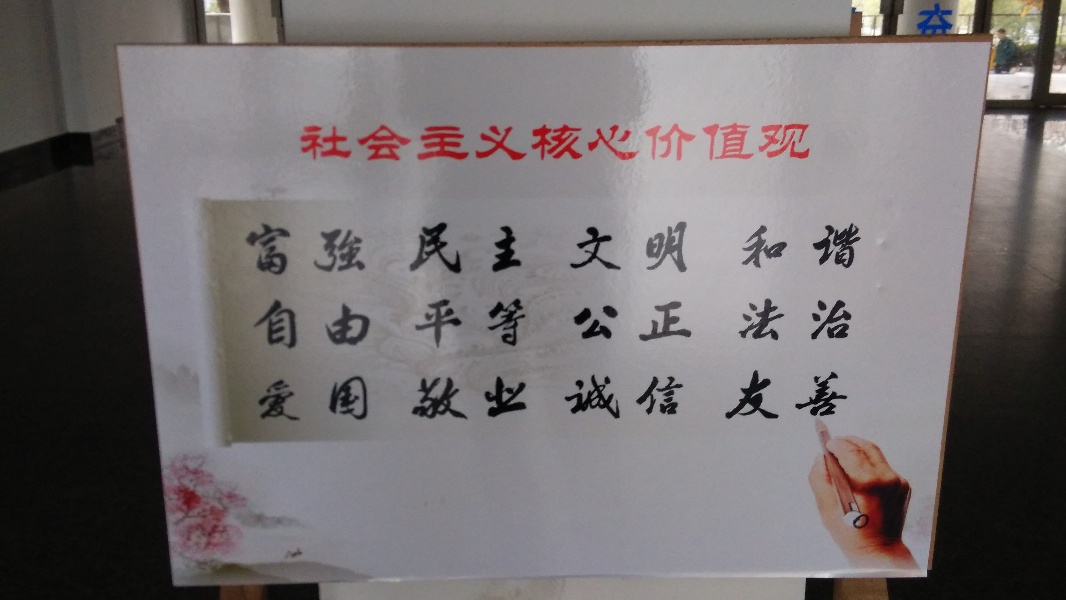 社会主义核心价值观
富强 民主 文明 和谐
自由 平等 公正 法治
爱国 敬业 诚信 友善